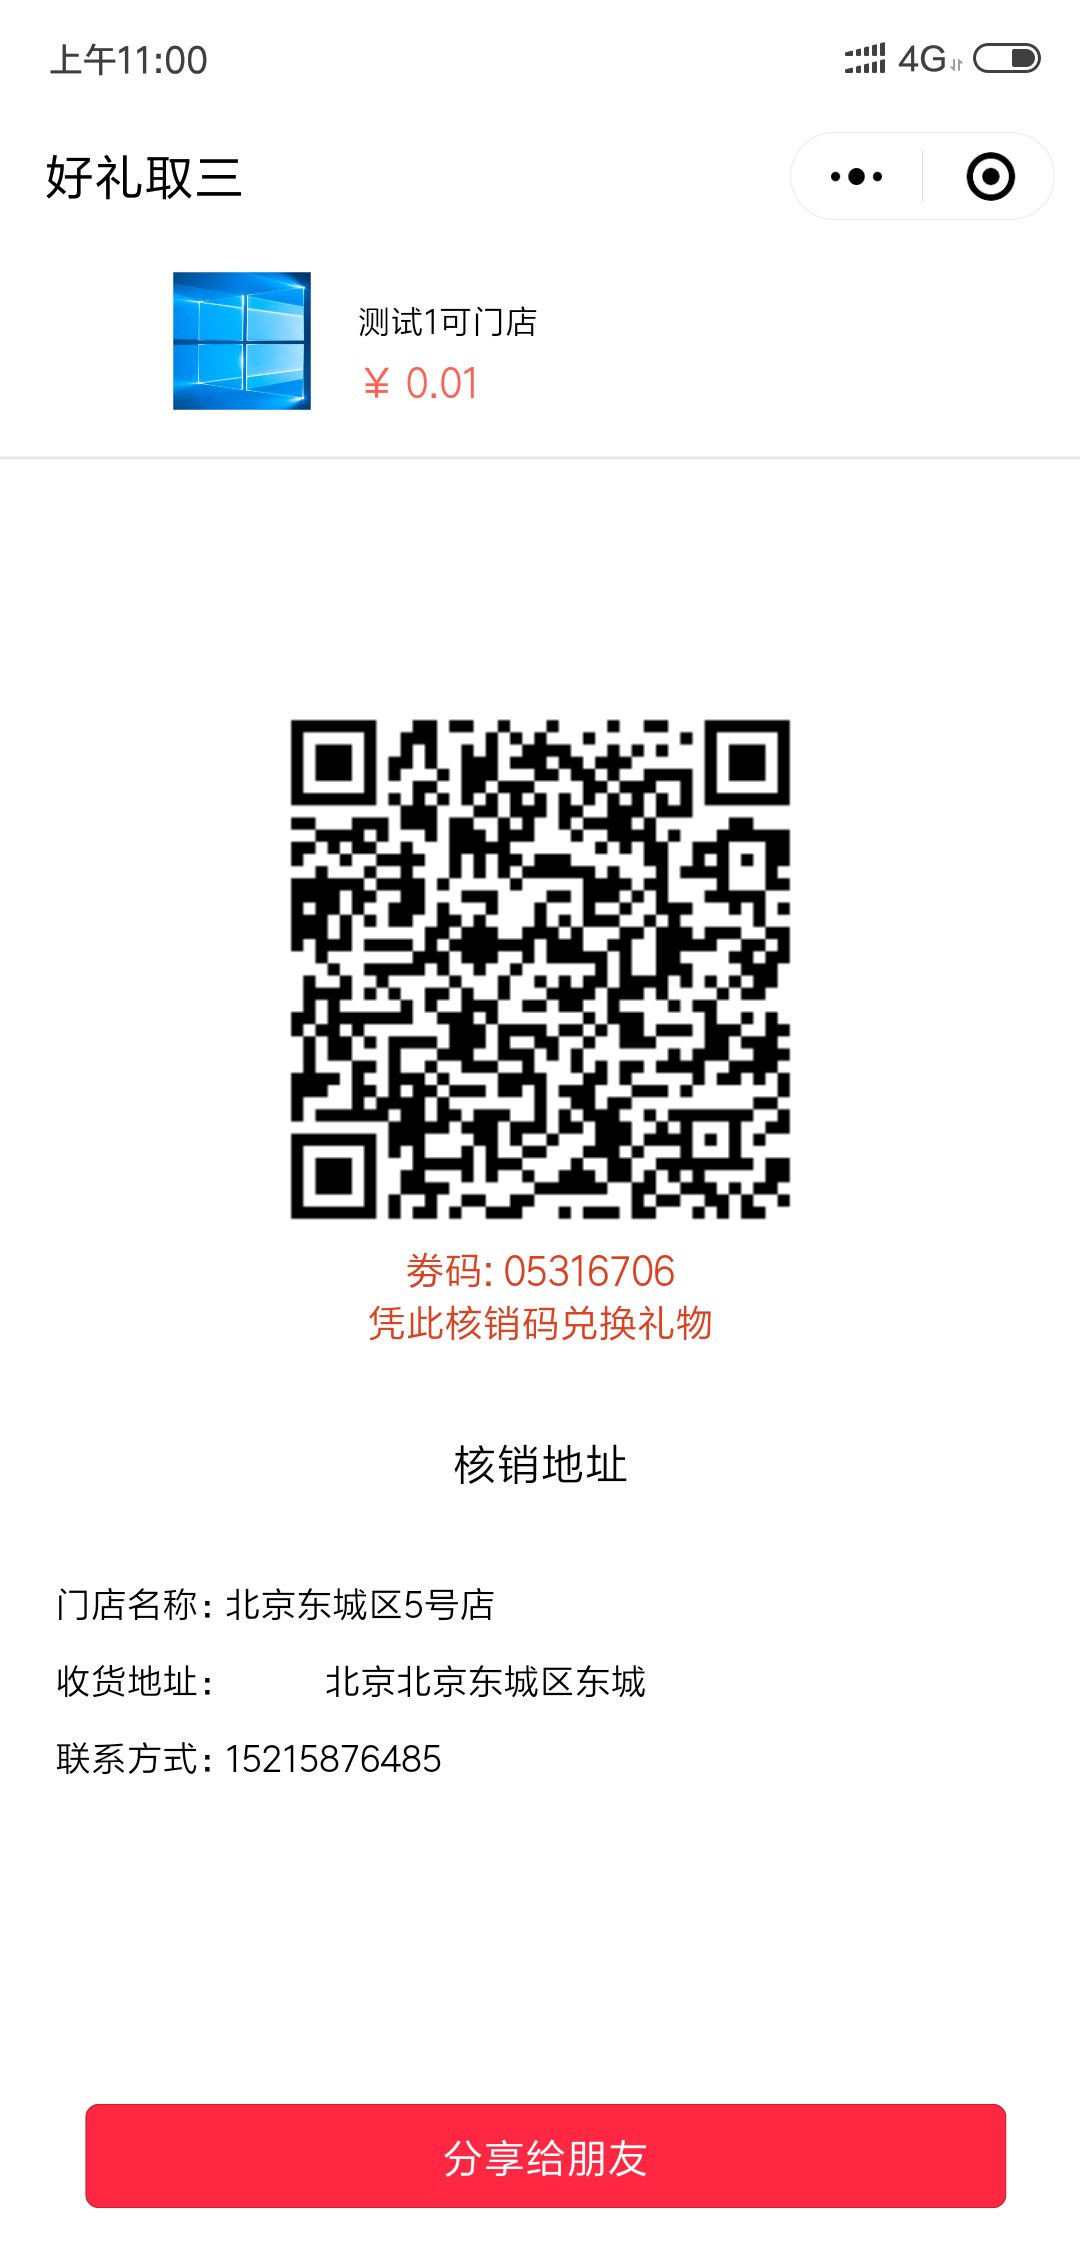 上午11:00
4G
好礼取三
测试1可门店
¥ 0.01
券码: 05316706
凭此核销码兑换礼物
核销地址
门店名称: 北京东城区5号店
收货地址: 北京北京东城区东城
联系方式: 15215876485
分享给朋友